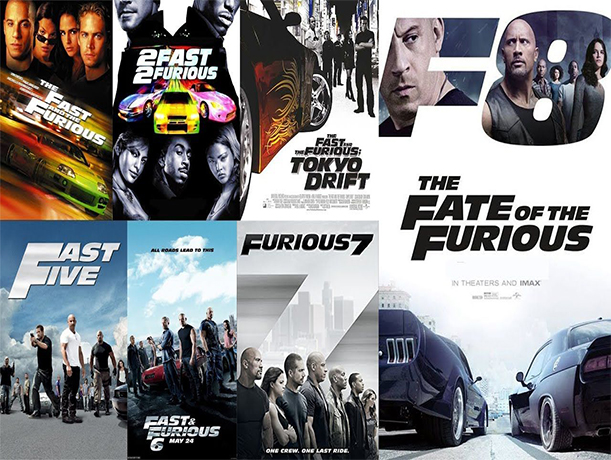 THE
FAST
AND THE
FURIOUS
2 FAST
2 FURIOUS
THE
FAST AND
THE FURIOUS:
TOKYO
DRIFT
F8
THE
FATE OF THE
FURIOUS
IN THEATERS AND IMAX
FAST
FIVE
ALL ROADS LEAD TO THIS
FAST &
FURIOUS
6 MAY 24
FURIOUS 7
7
ONE CREW. ONE LAST RIDE.